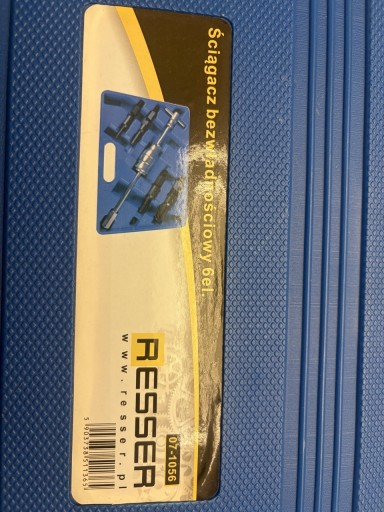 Ściągacz bezwładnościowy 6el.
RESSER
07-1056
www.resser.pl